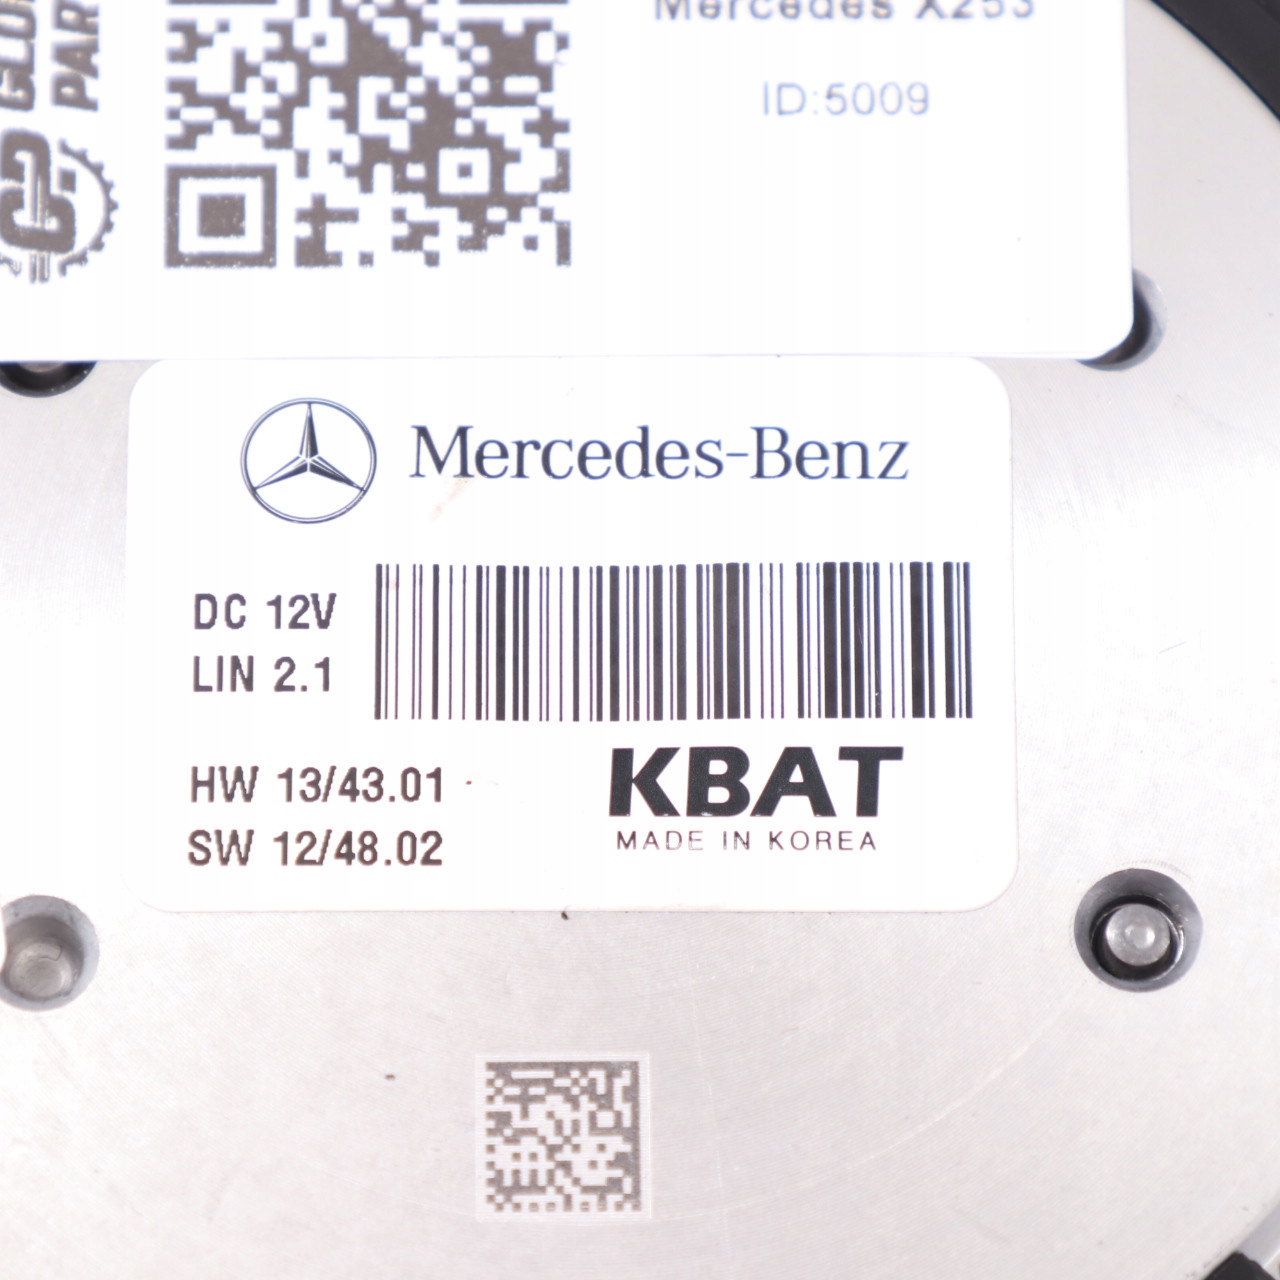 Mercedes X253
ID:5009
Mercedes-Benz
DC 12V
LIN 2.1
HW 13/43.01
SW 12/48.02
KBAT
MADE IN KOREA